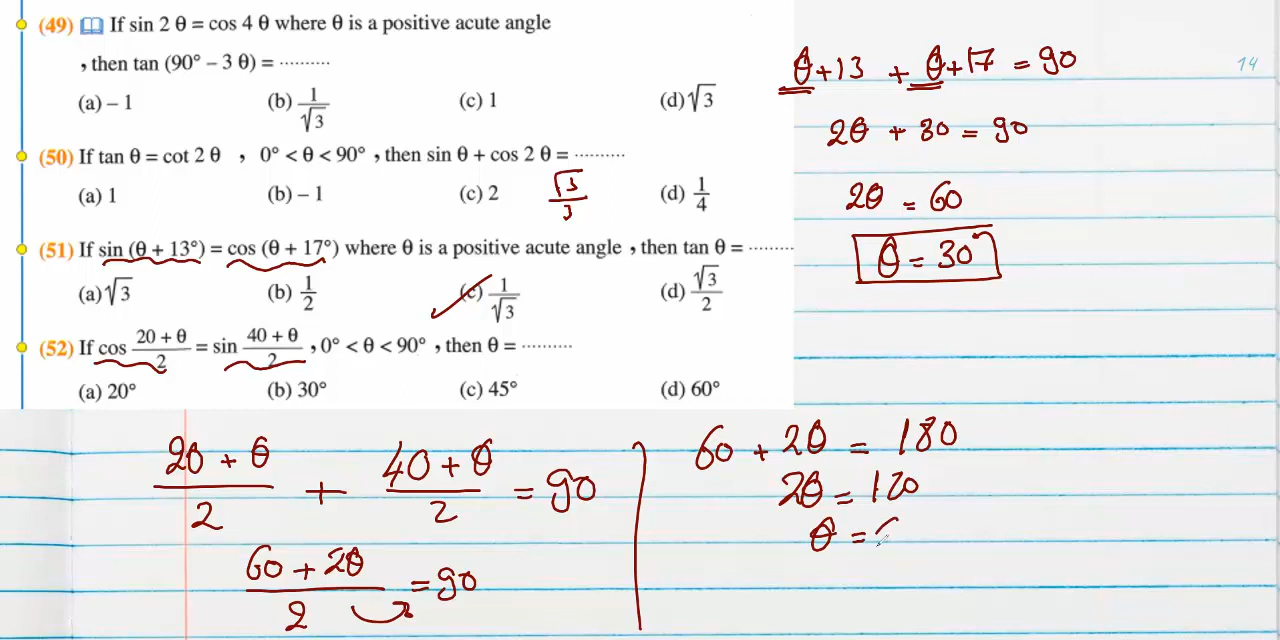 (49) If sin 2 θ = cos 4 θ where θ is a positive acute angle
, then tan (90° – 3 θ) = ··········
(a) – 1 (b) 1/√3 (c) 1 (d) √3
(50) If tan θ = cot 2 θ , 0° < θ < 90° , then sin θ + cos 2 θ = ··········
(a) 1 (b) – 1 (c) 2 (d) 1/4
√3/3
(51) If sin (θ + 13°) = cos (θ + 17°) where θ is a positive acute angle , then tan θ = ··········
(a) √3 (b) 1/2 (c) 1/√3 (d) √3/2
(52) If cos (20 + θ)/2 = sin (40 + θ)/2 , 0° < θ < 90° , then θ = ··········
(a) 20° (b) 30° (c) 45° (d) 60°
14
θ+13 + θ+17 = 90
2θ + 30 = 90
2θ = 60
θ = 30°
(20 + θ)/2 + (40 + θ)/2 = 90
(60 + 2θ)/2 = 90
60 + 2θ = 180
2θ = 120
θ =